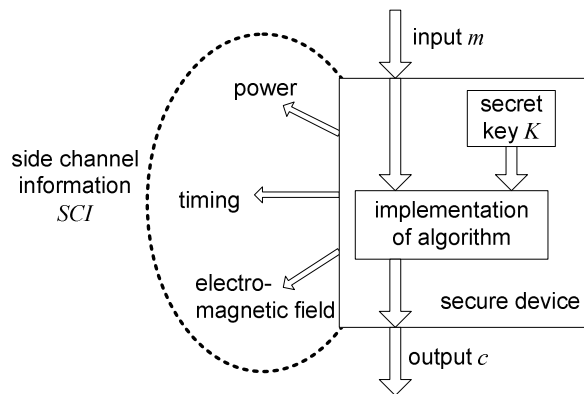 input m
power
secret
key K
side channel
information
SCI
timing
implementation
of algorithm
electro-
magnetic field
secure device
output c